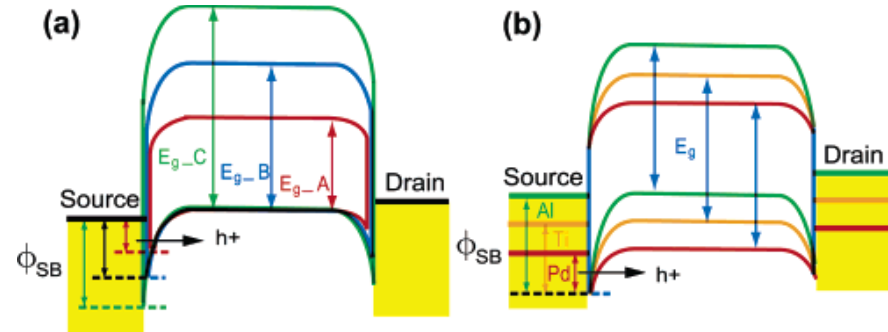 (a)
E_g_C
E_g_B
E_g_A
Source
Drain
ϕ_SB
h+
(b)
E_g
Source
Drain
Al
Ti
ϕ_SB
Pd
h+